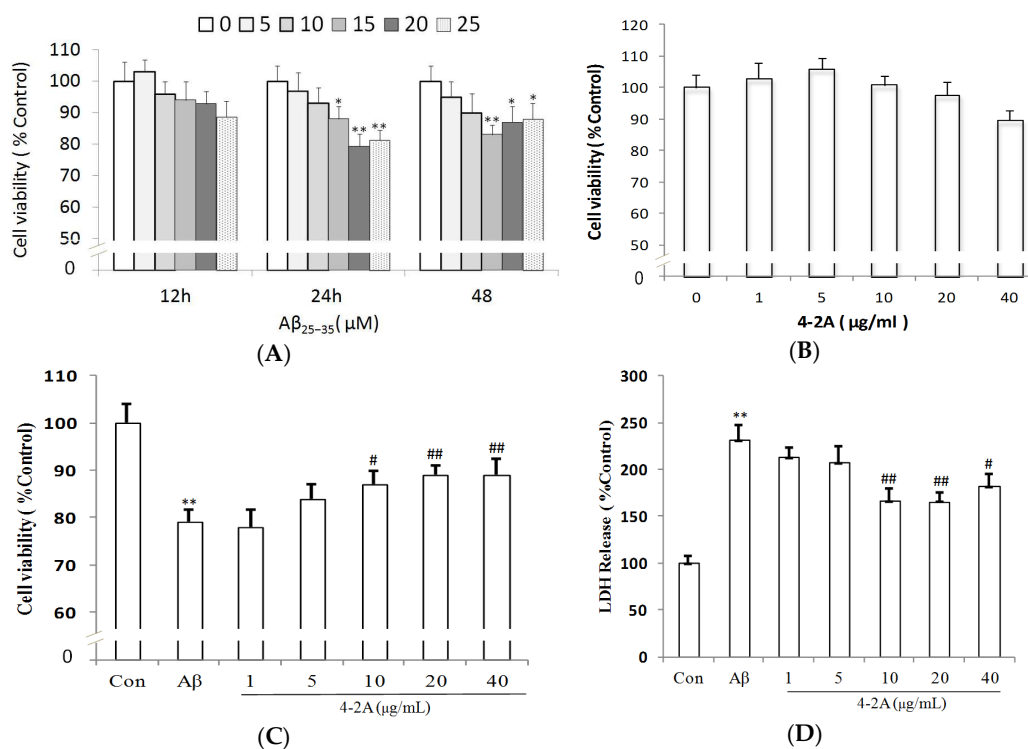 0 5 10 15 20 25
Cell viability ( % Control)
110
100
90
80
70
60
50
0
* ** ** ** * *
12h 24h 48
Aβ25−35( μM)
(A)
Cell viability ( % Control)
120
110
100
90
80
70
60
50
0
0 1 5 10 20 40
4-2A ( μg/ml )
(B)
Cell viability ( %Control)
110
100
90
80
70
60
0
** # ## ##
Con Aβ 1 5 10 20 40
4-2A (μg/mL)
(C)
LDH Release ( %Control)
300
250
200
150
100
50
0
** ## ## #
Con Aβ 1 5 10 20 40
4-2A (μg/mL)
(D)